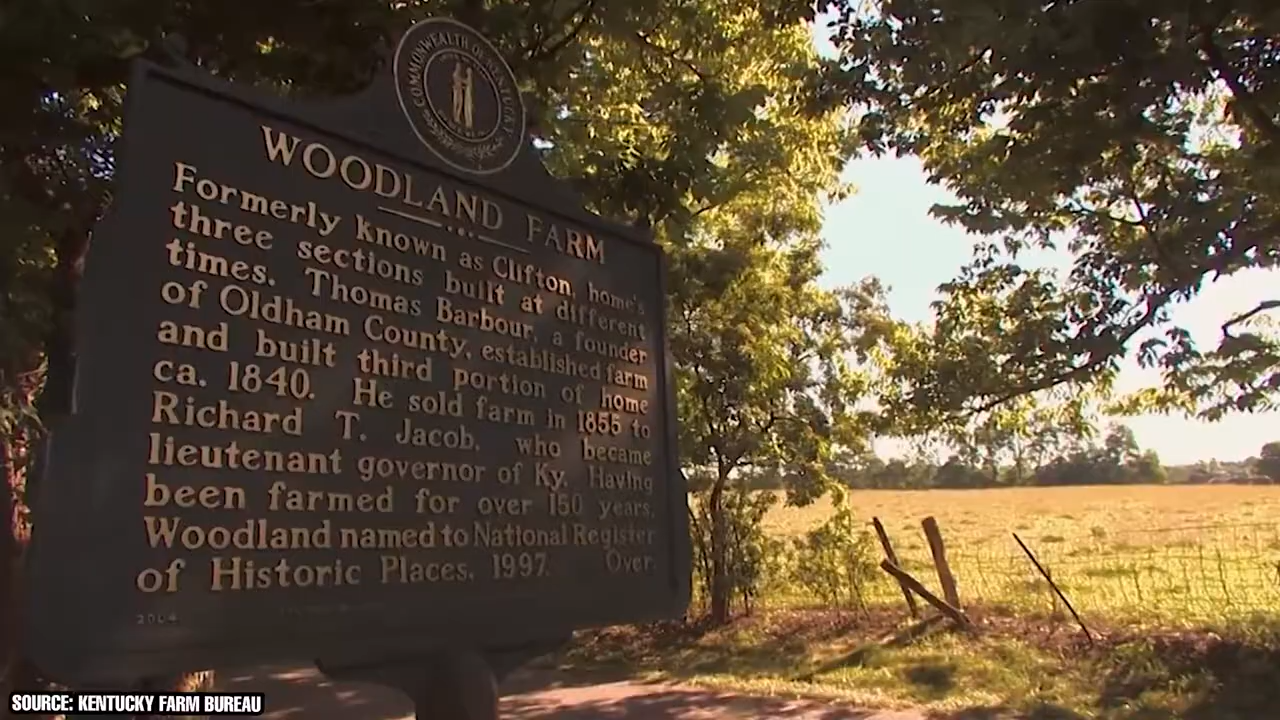 COMMONWEALTH OF KENTUCKY
WOODLAND FARM
Formerly known as Clifton, home's
three sections built at different
times. Thomas Barbour, a founder
of Oldham County, established farm
and built third portion of home
ca. 1840. He sold farm in 1855 to
Richard T. Jacob, who became
lieutenant governor of Ky. Having
been farmed for over 150 years,
Woodland named to National Register
of Historic Places, 1997. Over
2004
SOURCE: KENTUCKY FARM BUREAU